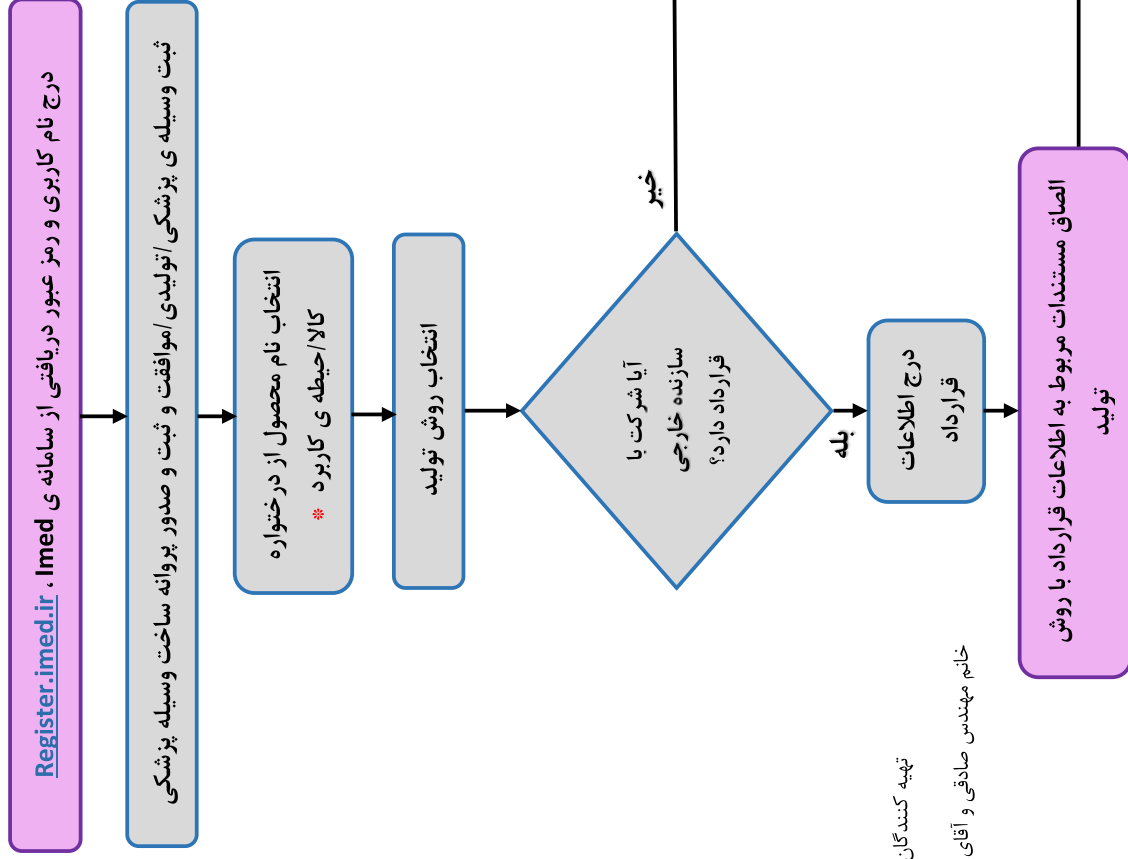 درج نام کاربری و رمز عبور دریافتی از سامانه ی Imed ، Register.imed.ir
ثبت وسیله ی پزشکی/تولیدی/موافقت و ثبت و صدور پروانه ساخت وسیله پزشکی
انتخاب نام محصول از درختواره
کالا/حیطه ی کاربرد *
انتخاب روش تولید
آیا شرکت با
سازنده خارجی
قرارداد دارد؟
خیر
بله
درج اطلاعات
قرارداد
الصاق مستندات مربوط به اطلاعات قرارداد با روش
تولید
تهیه کنندگان
خانم مهندس صادقی و آقای